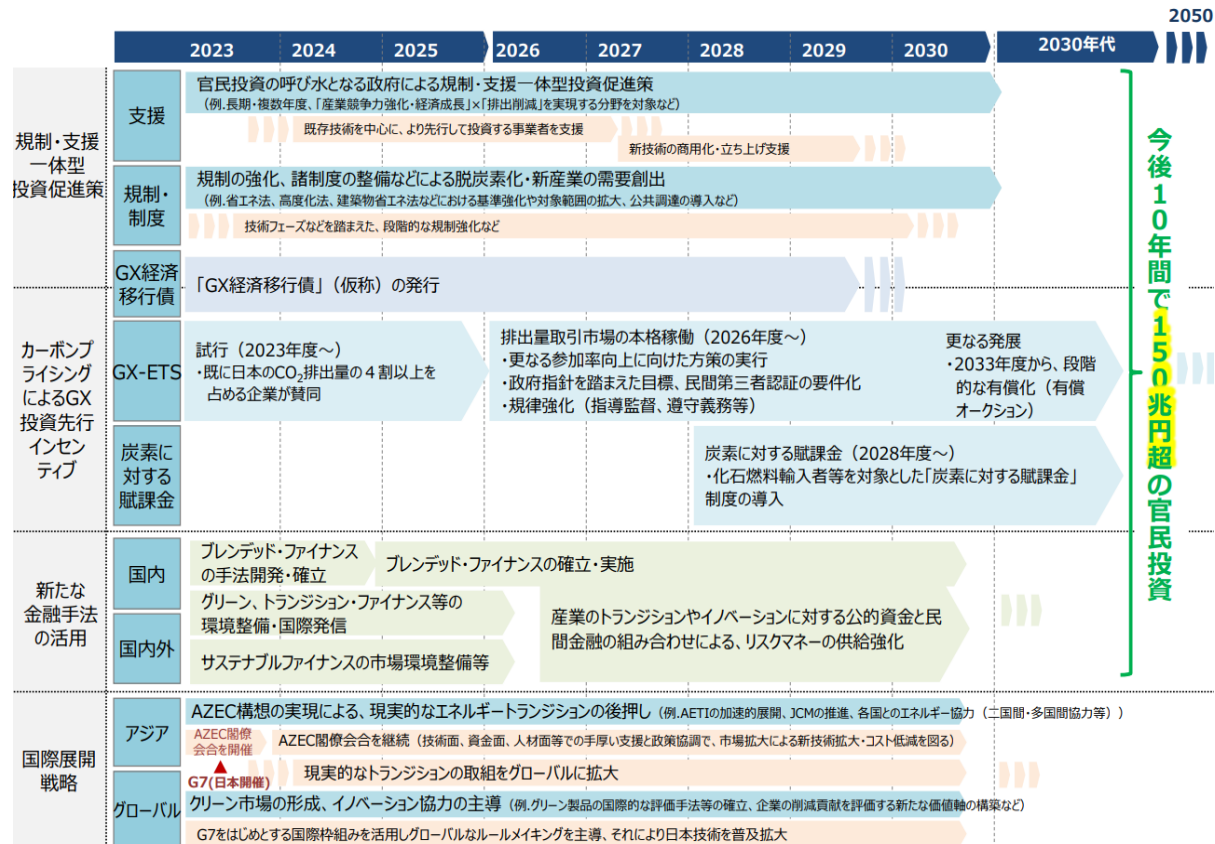 2050
2023
2024
2025
2026
2027
2028
2029
2030
2030年代
規制・支援
一体型
投資促進策
支援
官民投資の呼び水となる政府による規制・支援一体型投資促進策
（例.長期・複数年度、「産業競争力強化・経済成長」×「排出削減」を実現する分野を対象など）
既存技術を中心に、より先行して投資する事業者を支援
新技術の商用化・立ち上げ支援
規制・
制度
規制の強化、諸制度の整備などによる脱炭素化・新産業の需要創出
（例.省エネ法、高度化法、建築物省エネ法などにおける基準強化や対象範囲の拡大、公共調達の導入など）
技術フェーズなどを踏まえた、段階的な規制強化など
GX経済
移行債
「GX経済移行債」（仮称）の発行
カーボンプ
ライシング
によるGX
投資先行
インセン
ティブ
GX-ETS
試行（2023年度～）
・既に日本のCO₂排出量の４割以上を
占める企業が賛同
排出量取引市場の本格稼働（2026年度～）
・更なる参加率向上に向けた方策の実行
・政府指針を踏まえた目標、民間第三者認証の要件化
・規律強化（指導監督、遵守義務等）
更なる発展
・2033年度から、段階
的な有償化（有償
オークション）
炭素に
対する
賦課金
炭素に対する賦課金（2028年度～）
・化石燃料輸入者等を対象とした「炭素に対する賦課金」
制度の導入
今後１０年間で１５０兆円超の官民投資
新たな
金融手法
の活用
国内
ブレンデッド・ファイナンス
の手法開発・確立
ブレンデッド・ファイナンスの確立・実施
国内外
グリーン、トランジション・ファイナンス等の
環境整備・国際発信
サステナブルファイナンスの市場環境整備等
産業のトランジションやイノベーションに対する公的資金と民
間金融の組み合わせによる、リスクマネーの供給強化
国際展開
戦略
アジア
AZEC構想の実現による、現実的なエネルギートランジションの後押し（例.AETIの加速的展開、JCMの推進、各国とのエネルギー協力（二国間・多国間協力等））
AZEC閣僚
会合を開催
AZEC閣僚会合を継続（技術面、資金面、人材面等での手厚い支援と政策協調で、市場拡大による新技術拡大・コスト低減を図る）
G7(日本開催)
現実的なトランジションの取組をグローバルに拡大
グローバル
クリーン市場の形成、イノベーション協力の主導（例.グリーン製品の国際的な評価手法等の確立、企業の削減貢献を評価する新たな価値軸の構築など）
G7をはじめとする国際枠組みを活用しグローバルなルールメイキングを主導、それにより日本技術を普及拡大